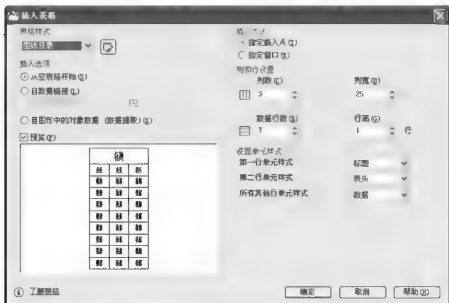 插入表格
表格样式
图纸目录
插入选项
从空表格开始(S)
自数据链接(L)
自图形中的对象数据(数据提取)(X)
预览(P)
指定插入点(I)
指定窗口(W)
列和行设置
列数(C) 列宽(D)
3 25
数据行数(R) 行高(G)
7 1 行
设置单元样式
第一行单元样式 标题
第二行单元样式 表头
所有其他行单元样式 数据
了解表格
确定 取消 帮助(H)